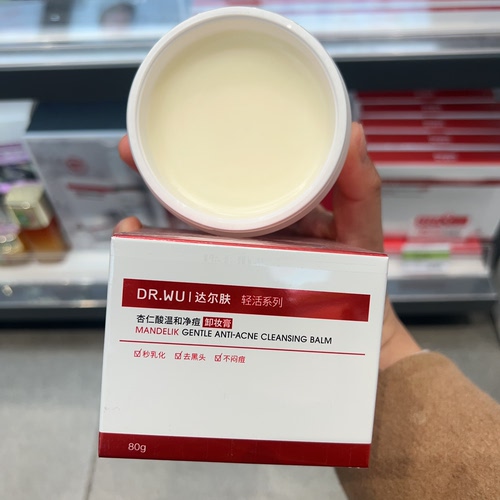 DR.WU | 达尔肤 轻活系列
杏仁酸温和净痘 卸妆膏
MANDELIK GENTLE ANTI-ACNE CLEANSING BALM
☑秒乳化 ☑去黑头 ☑不闷痘
80g